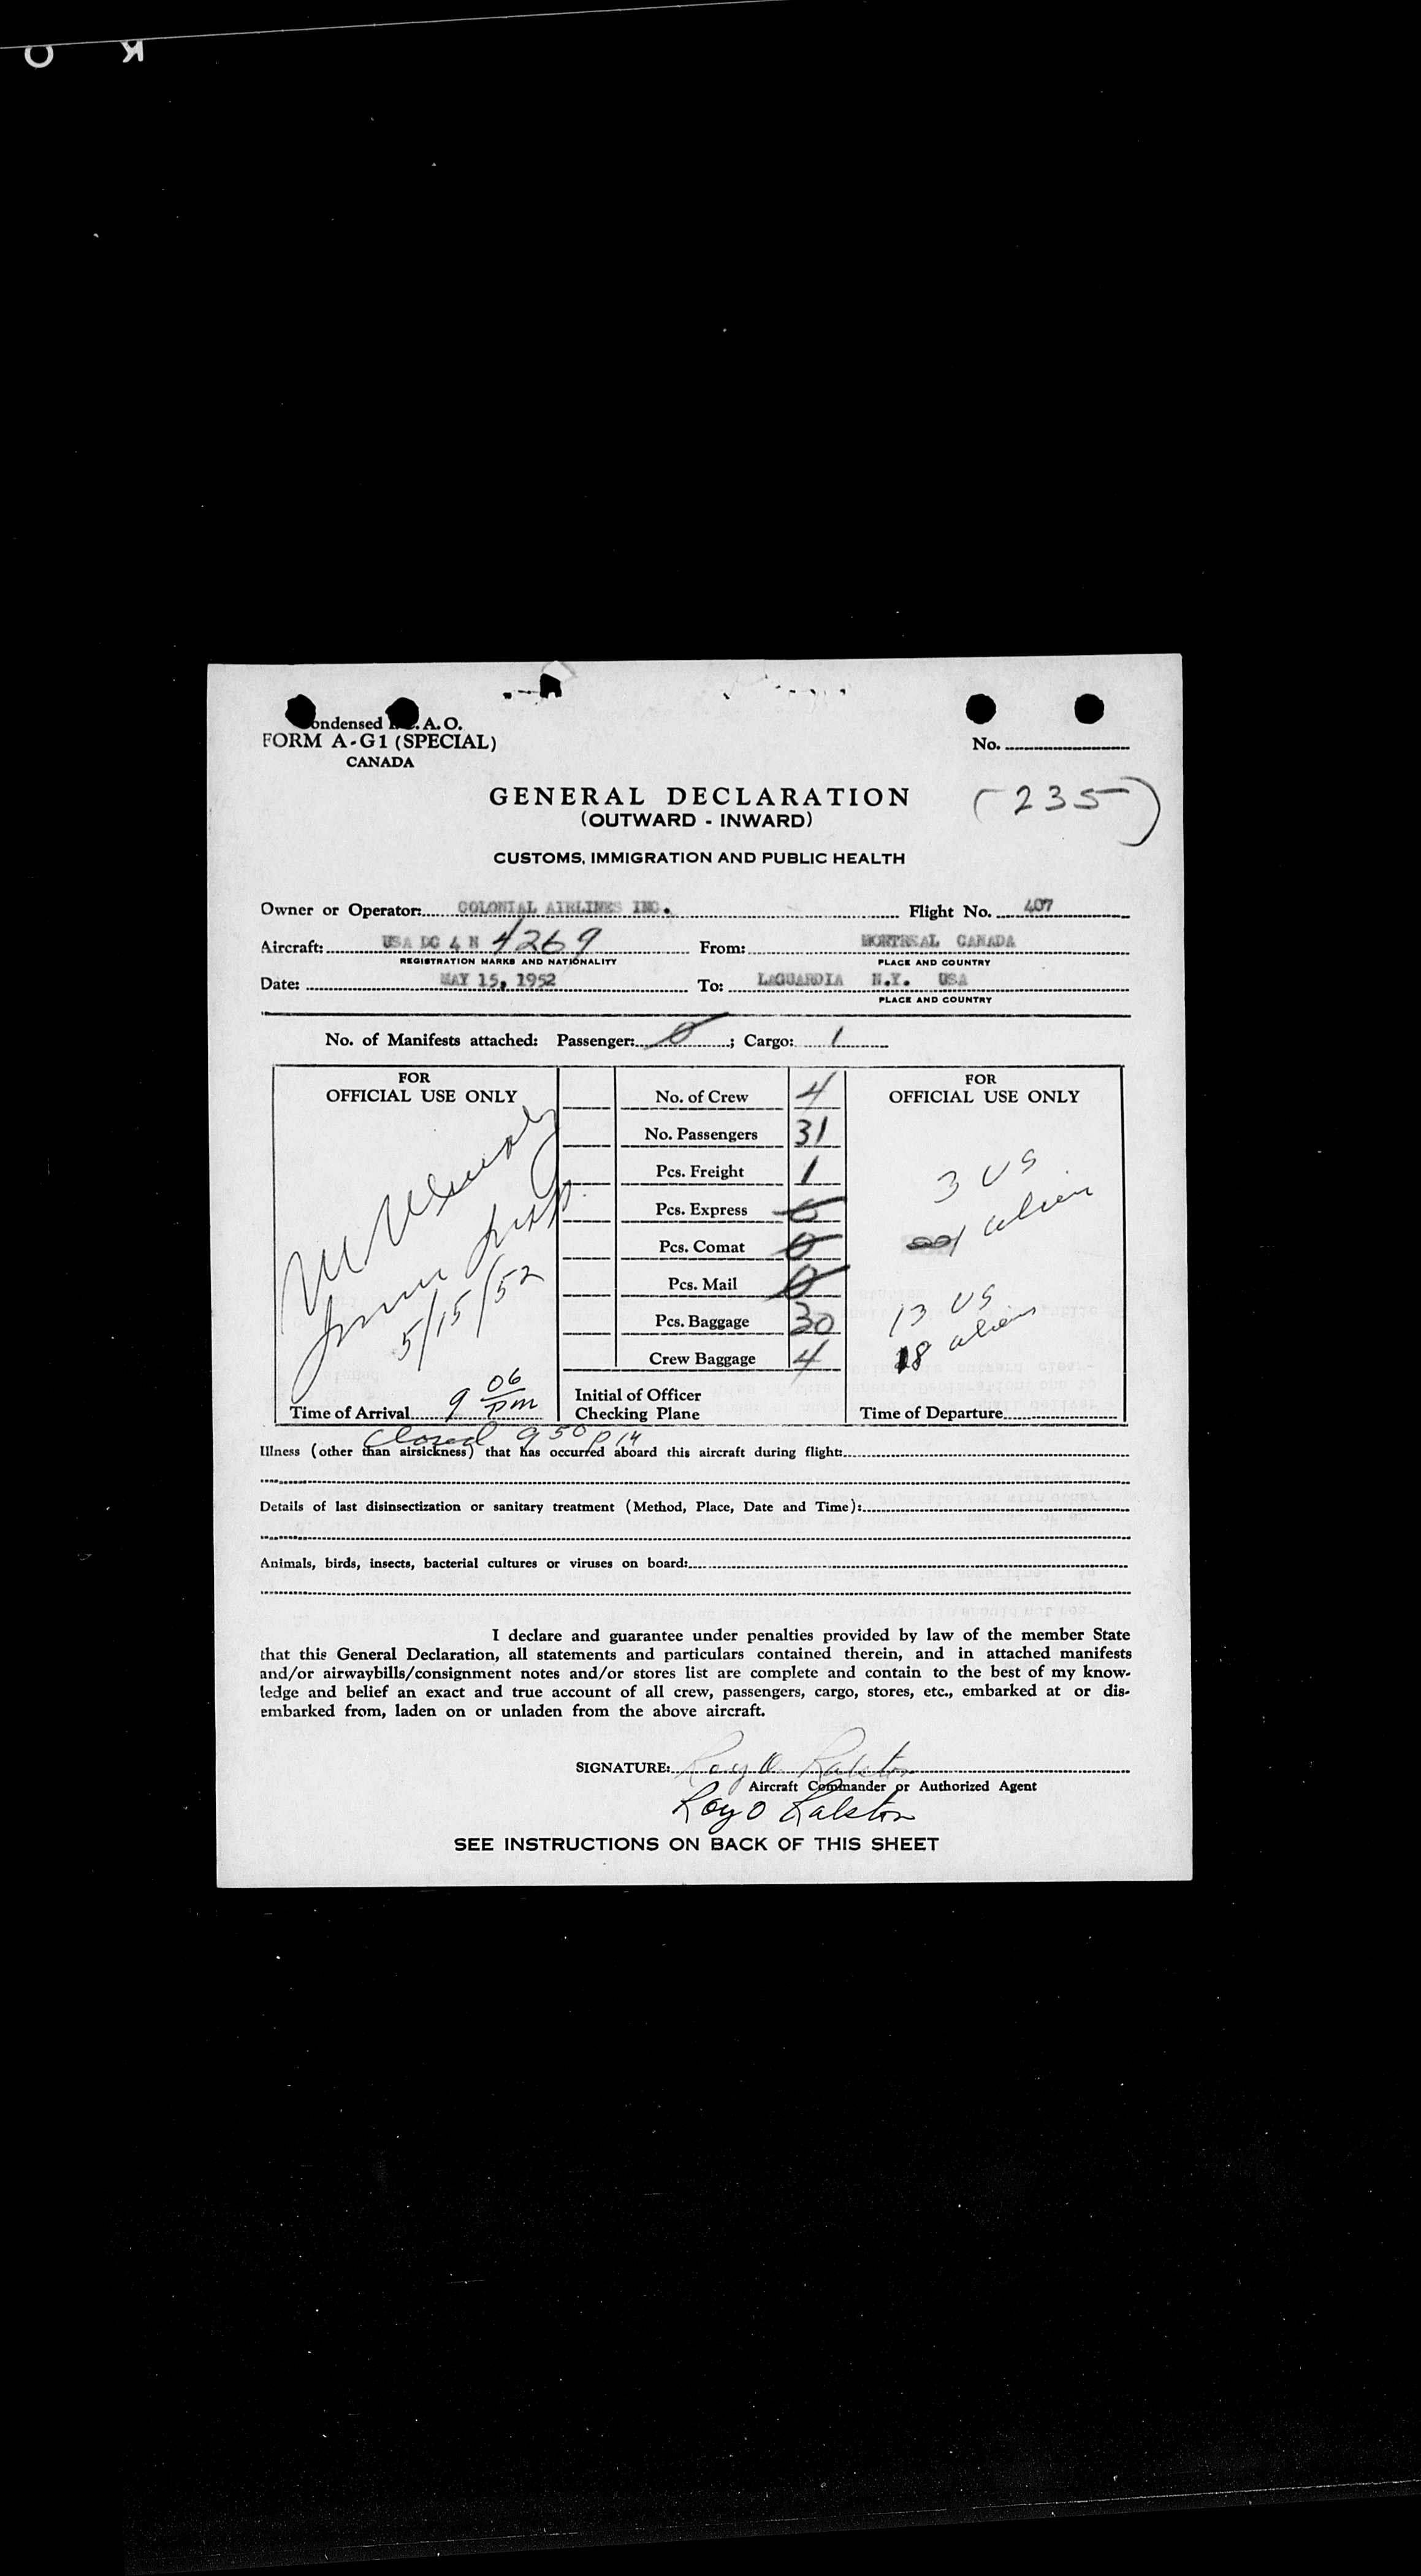 O K
Condensed I.C.A.O.
FORM A-G1 (SPECIAL)
CANADA
No.
(235)
GENERAL DECLARATION
(OUTWARD - INWARD)
CUSTOMS, IMMIGRATION AND PUBLIC HEALTH
Owner or Operator: COLONIAL AIRLINES INC. Flight No. 407
Aircraft: USA DC 4 N 4269 From: MONTREAL CANADA
REGISTRATION MARKS AND NATIONALITY PLACE AND COUNTRY
Date: MAY 15, 1952 To: LAGUARDIA N.Y. USA
PLACE AND COUNTRY
No. of Manifests attached: Passenger: 0; Cargo: 1
FOR
OFFICIAL USE ONLY
5/15/52
Time of Arrival 9 06 pm
Closed 9 50 PM
No. of Crew 4
No. Passengers 31
Pcs. Freight 1
Pcs. Express 0
Pcs. Comat 0
Pcs. Mail 0
Pcs. Baggage 30
Crew Baggage 4
Initial of Officer
Checking Plane
FOR
OFFICIAL USE ONLY
3 US
1 alien
13 US
18 aliens
Time of Departure
Illness (other than airsickness) that has occurred aboard this aircraft during flight:
Details of last disinsectization or sanitary treatment (Method, Place, Date and Time):
Animals, birds, insects, bacterial cultures or viruses on board:
I declare and guarantee under penalties provided by law of the member State
that this General Declaration, all statements and particulars contained therein, and in attached manifests
and/or airwaybills/consignment notes and/or stores list are complete and contain to the best of my know-
ledge and belief an exact and true account of all crew, passengers, cargo, stores, etc., embarked at or dis-
embarked from, laden on or unladen from the above aircraft.
SIGNATURE: Roy O Ralston
Aircraft Commander or Authorized Agent
Roy O Ralston
SEE INSTRUCTIONS ON BACK OF THIS SHEET